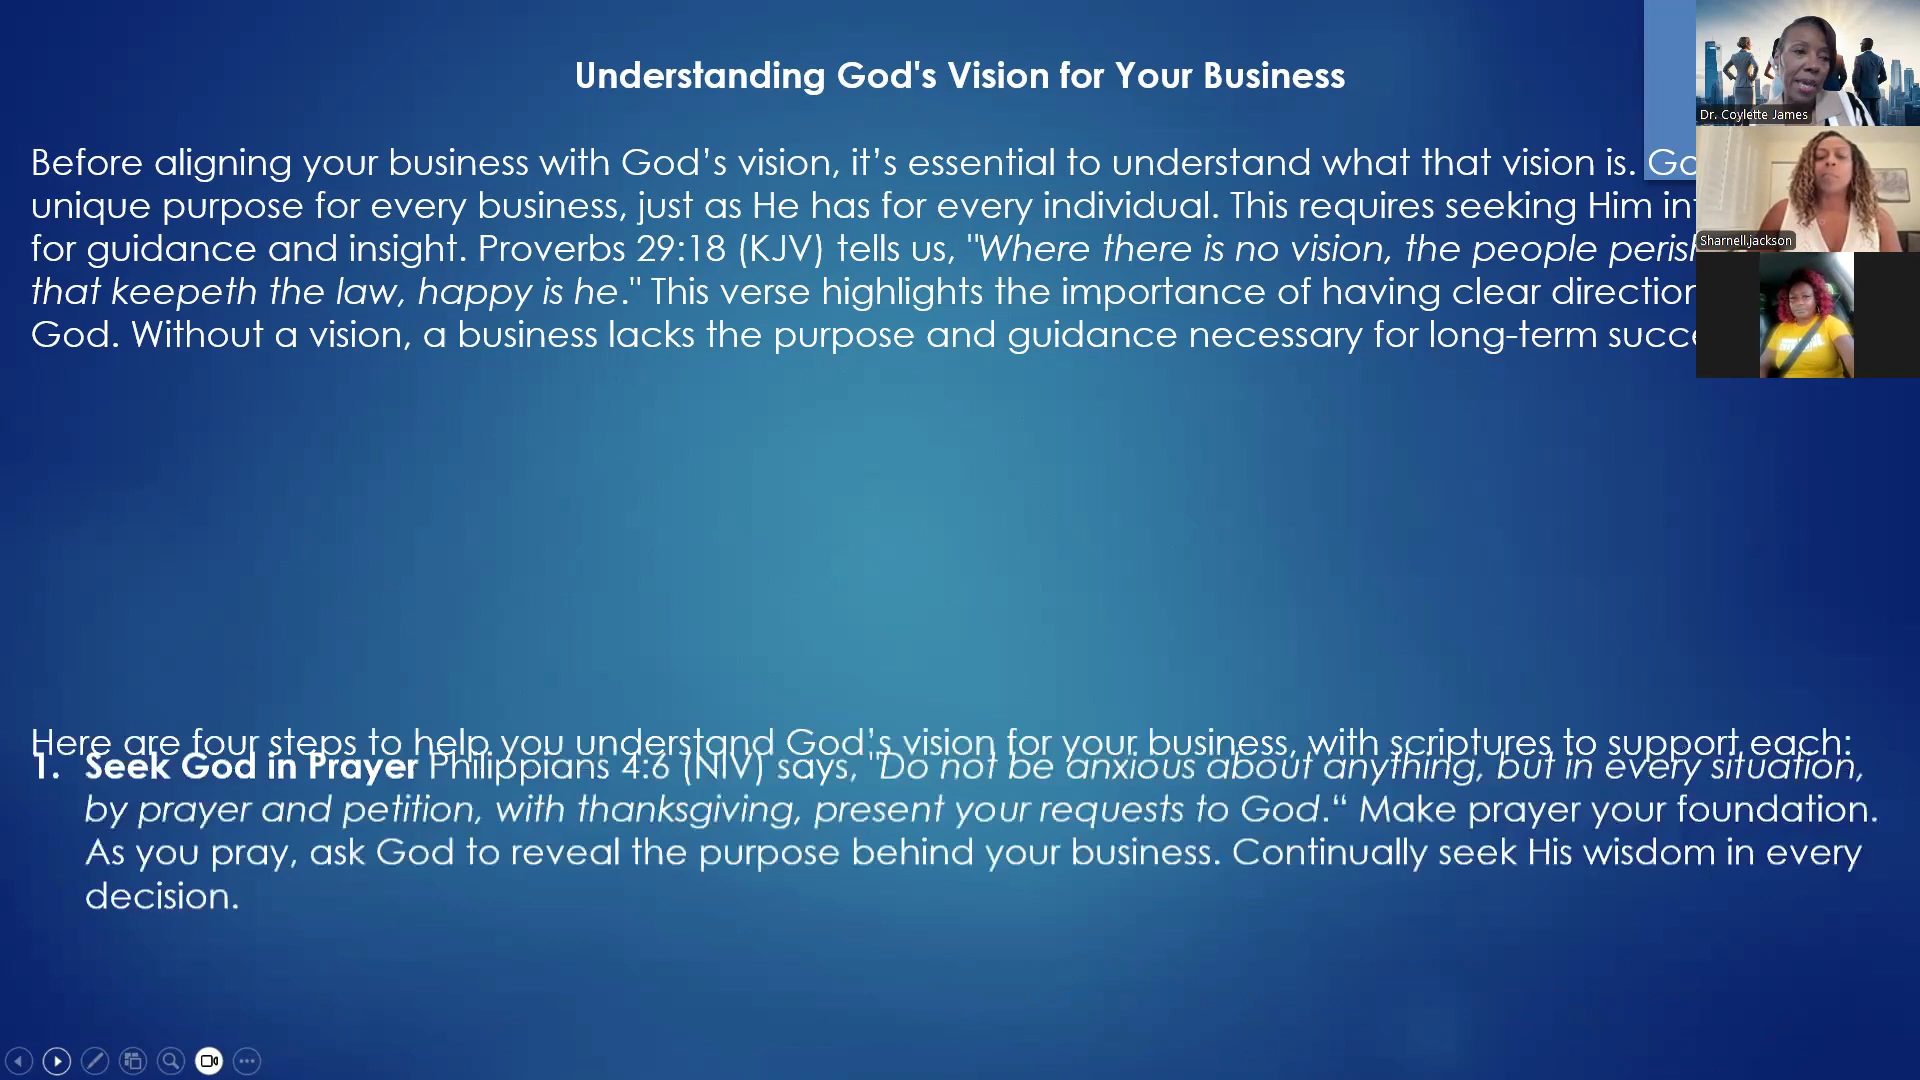 Understanding God's Vision for Your Business
Before aligning your business with God’s vision, it’s essential to understand what that vision is.
unique purpose for every business, just as He has for every individual. This requires seeking Him
for guidance and insight. Proverbs 29:18 (KJV) tells us, "Where there is no vision, the people
that keepeth the law, happy is he." This verse highlights the importance of having clear
God. Without a vision, a business lacks the purpose and guidance necessary for long-term
Here are four steps to help you understand God’s vision for your business, with scriptures to support each:
1. Seek God in Prayer Philippians 4:6 (NIV) says, "Do not be anxious about anything, but in every situation,
by prayer and petition, with thanksgiving, present your requests to God.“ Make prayer your foundation.
As you pray, ask God to reveal the purpose behind your business. Continually seek His wisdom in every
decision.
Dr. Coylette James
Sharnell.jackson